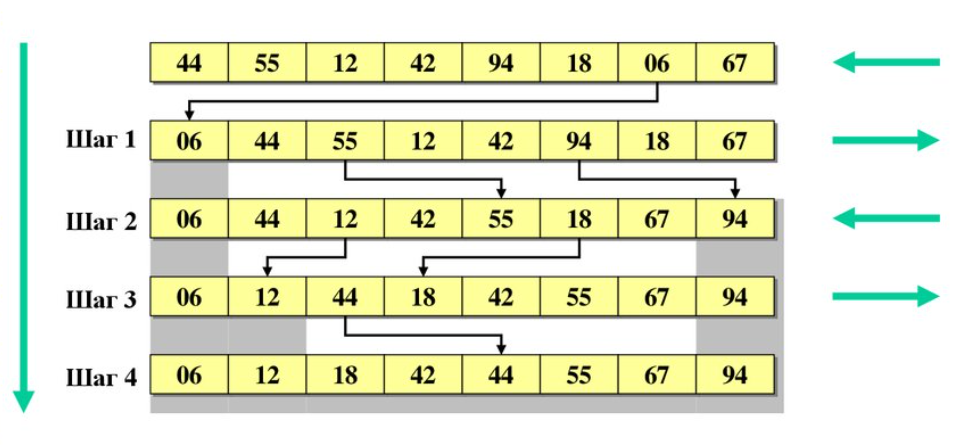 44 55 12 42 94 18 06 67
Шаг 1 06 44 55 12 42 94 18 67
Шаг 2 06 44 12 42 55 18 67 94
Шаг 3 06 12 44 18 42 55 67 94
Шаг 4 06 12 18 42 44 55 67 94